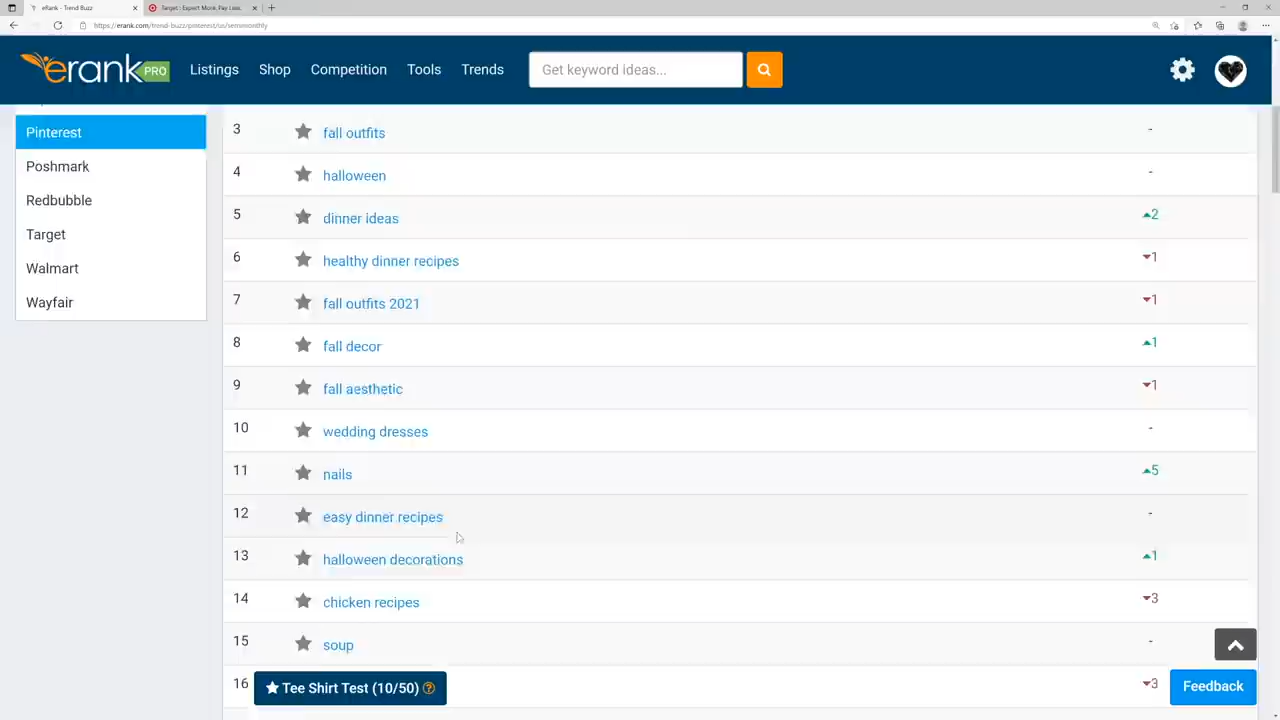 eRank - Trend Buzz
Target : Expect More. Pay Less.
https://erank.com/trend-buzz/pinterest/us/semimonthly
erank PRO
Listings
Shop
Competition
Tools
Trends
Get keyword ideas...
Pinterest
Poshmark
Redbubble
Target
Walmart
Wayfair
3 fall outfits -
4 halloween -
5 dinner ideas 2
6 healthy dinner recipes 1
7 fall outfits 2021 1
8 fall decor 1
9 fall aesthetic 1
10 wedding dresses -
11 nails 5
12 easy dinner recipes -
13 halloween decorations 1
14 chicken recipes 3
15 soup -
16 3
Tee Shirt Test (10/50)
Feedback